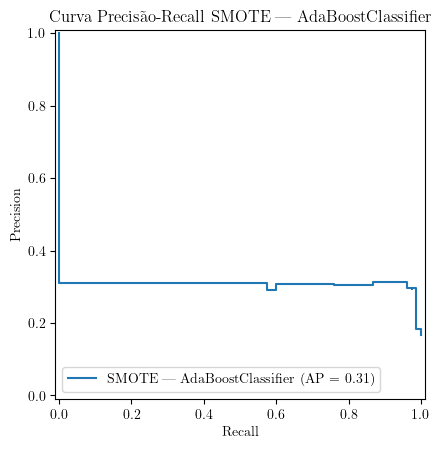 Curva Precisão-Recall SMOTE — AdaBoostClassifier
1.0
0.8
0.6
0.4
0.2
0.0
Precision
SMOTE — AdaBoostClassifier (AP = 0.31)
0.0 0.2 0.4 0.6 0.8 1.0
Recall